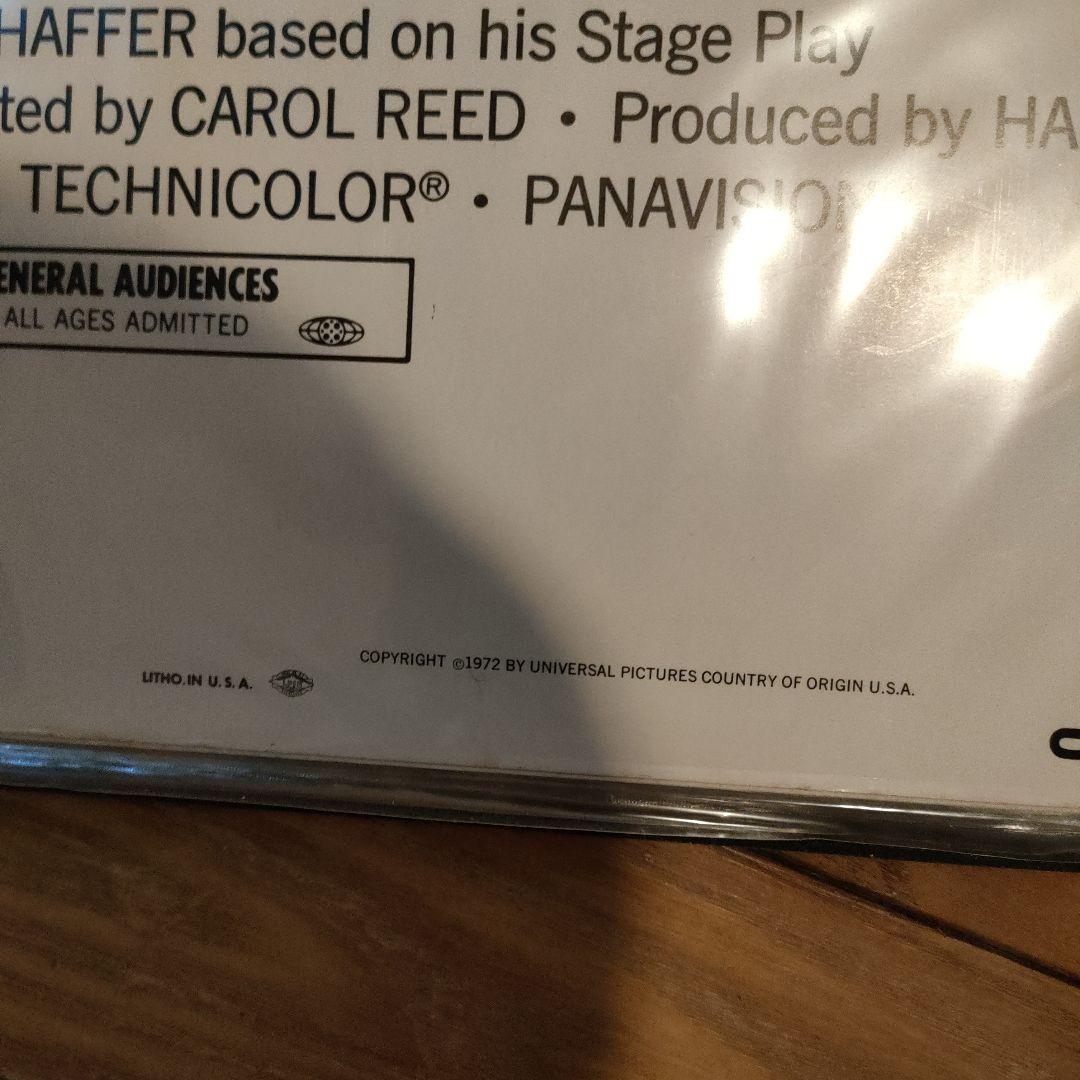 HAFFER based on his Stage Play
ted by CAROL REED • Produced by HA
TECHNICOLOR® • PANAVISION
ENERAL AUDIENCES
ALL AGES ADMITTED
COPYRIGHT ©1972 BY UNIVERSAL PICTURES COUNTRY OF ORIGIN U.S.A.
LITHO. IN U.S.A.